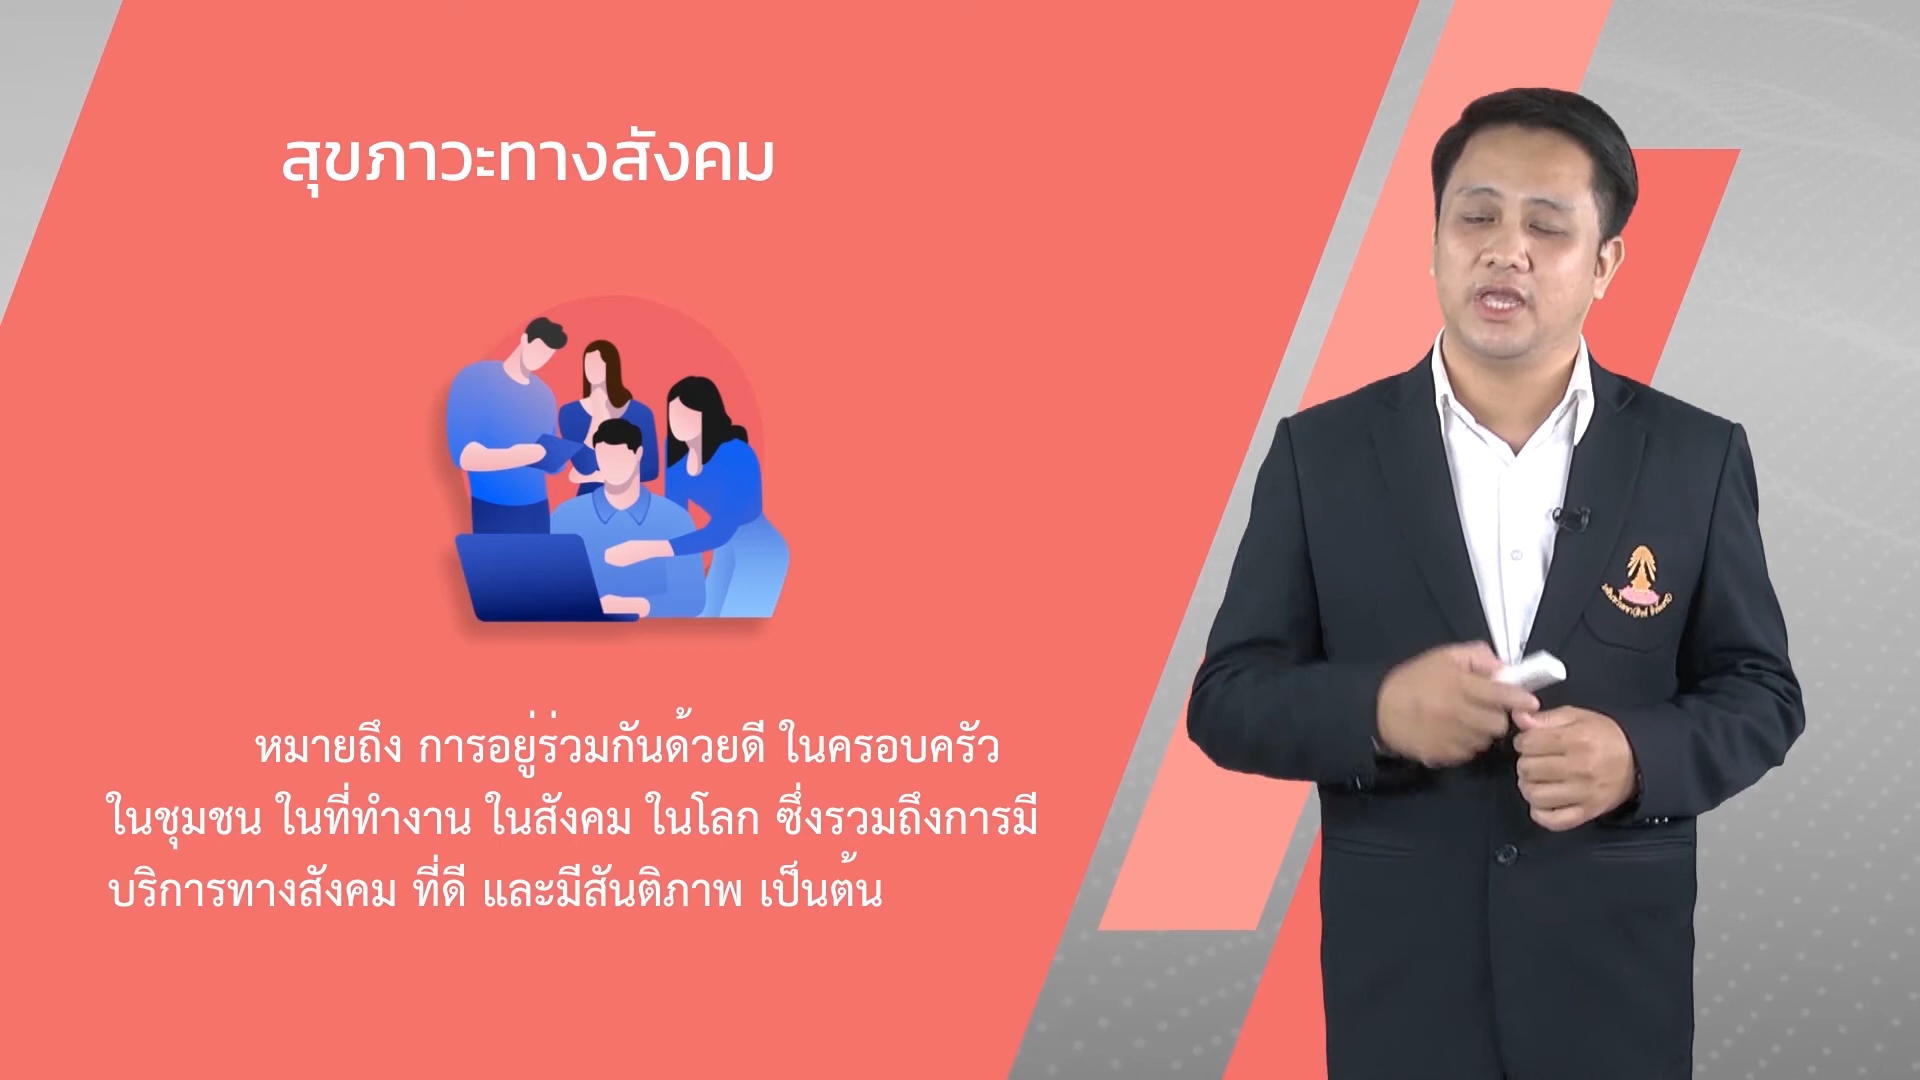 สุขภาวะทางสังคม
หมายถึง การอยู่ร่วมกันด้วยดี ในครอบครัว
ในชุมชน ในที่ทำงาน ในสังคม ในโลก ซึ่งรวมถึงการมี
บริการทางสังคม ที่ดี และมีสันติภาพ เป็นต้น